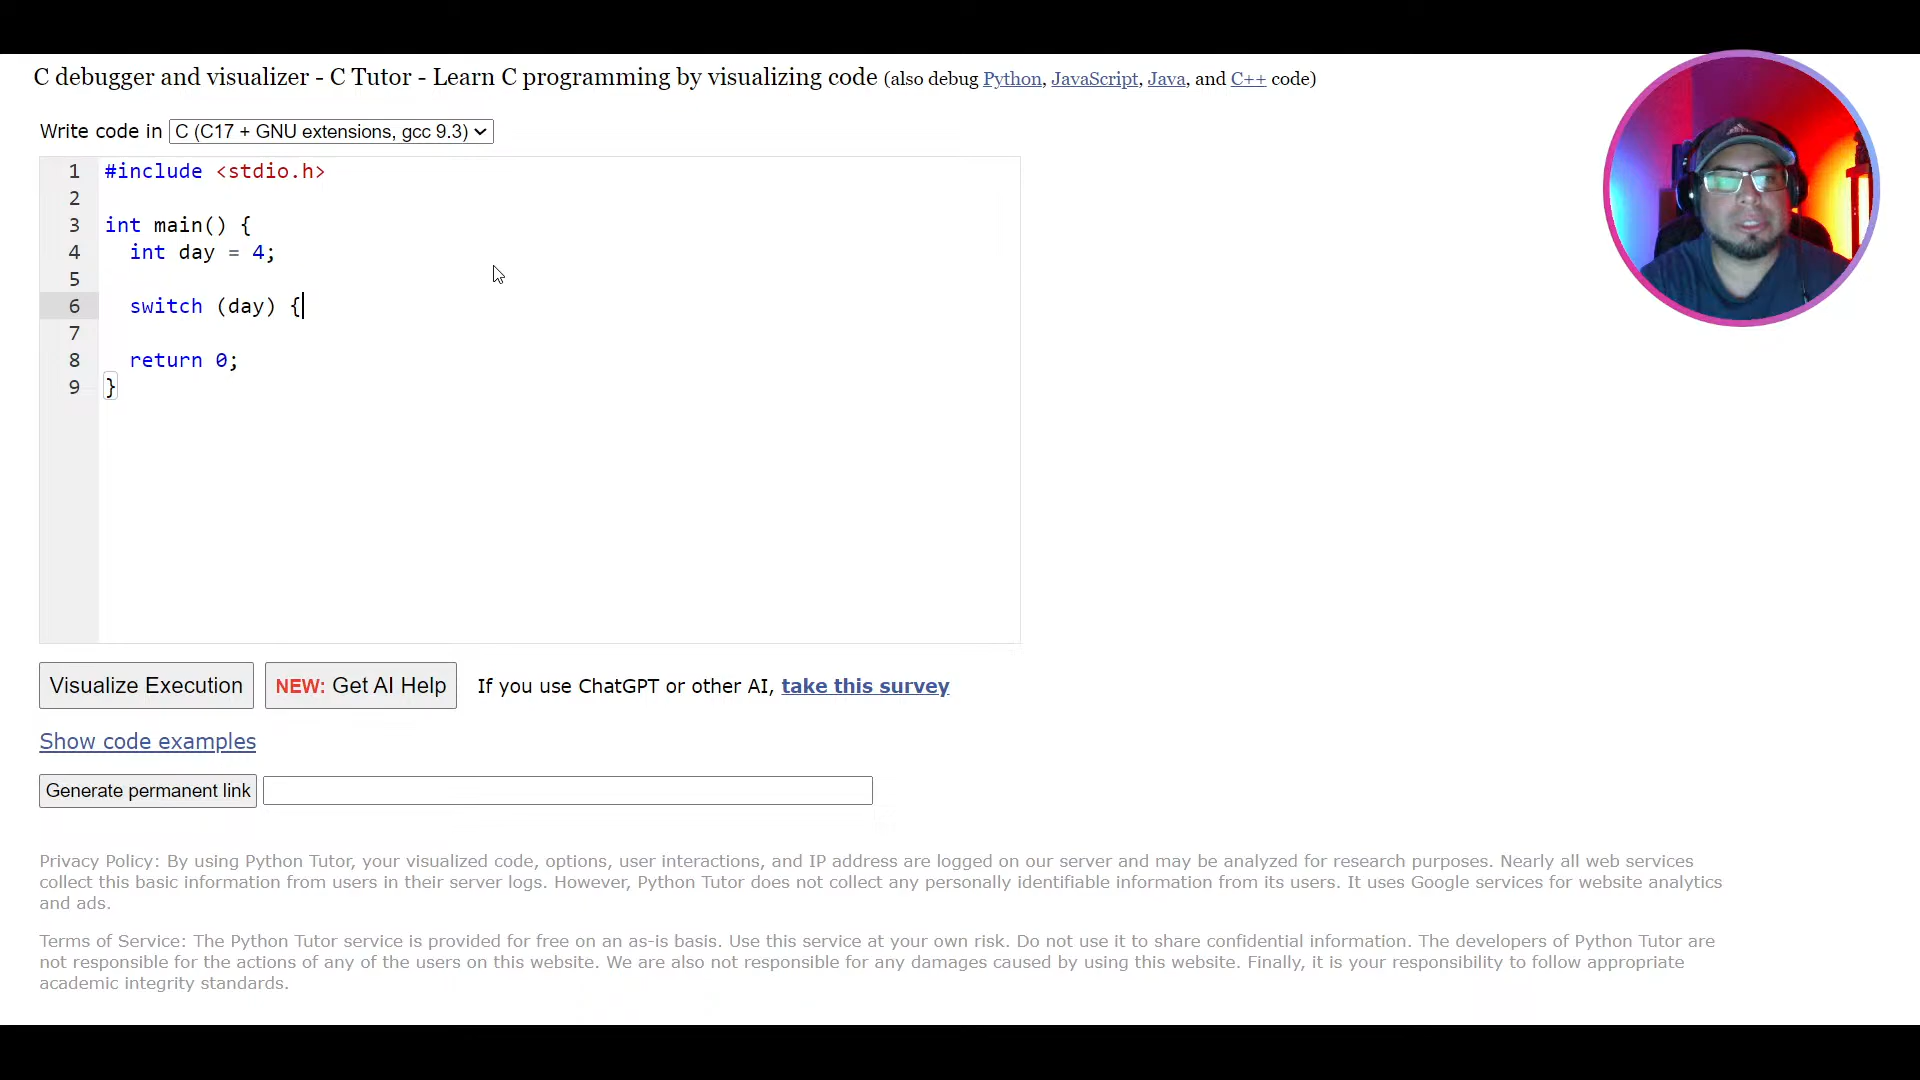 C debugger and visualizer - C Tutor - Learn C programming by visualizing code (also debug Python, JavaScript, Java, and C++ code)
Write code in C (C17 + GNU extensions, gcc 9.3)
1 #include <stdio.h>
2
3 int main() {
4 int day = 4;
5
6 switch (day) {
7
8 return 0;
9 }
Visualize Execution NEW: Get AI Help If you use ChatGPT or other AI, take this survey
Show code examples
Generate permanent link
Privacy Policy: By using Python Tutor, your visualized code, options, user interactions, and IP address are logged on our server and may be analyzed for research purposes. Nearly all web services
collect this basic information from users in their server logs. However, Python Tutor does not collect any personally identifiable information from its users. It uses Google services for website analytics
and ads.
Terms of Service: The Python Tutor service is provided for free on an as-is basis. Use this service at your own risk. Do not use it to share confidential information. The developers of Python Tutor are
not responsible for the actions of any of the users on this website. We are also not responsible for any damages caused by using this website. Finally, it is your responsibility to follow appropriate
academic integrity standards.